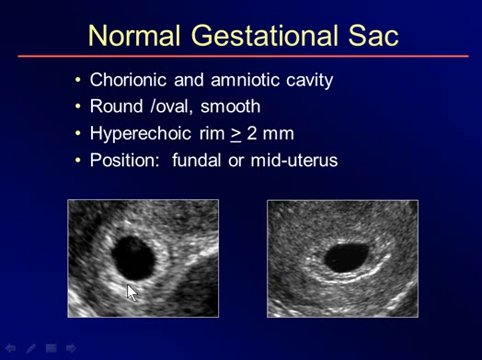 Normal Gestational Sac
• Chorionic and amniotic cavity
• Round /oval, smooth
• Hyperechoic rim ≥ 2 mm
• Position:  fundal or mid-uterus